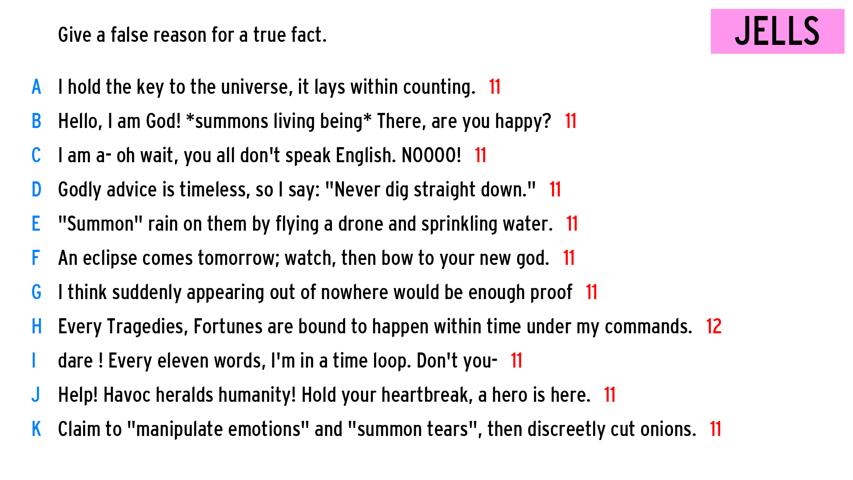 Give a false reason for a true fact.
JELLS
A I hold the key to the universe, it lays within counting. 11
B Hello, I am God! *summons living being* There, are you happy? 11
C I am a- oh wait, you all don't speak English. NOOOO! 11
D Godly advice is timeless, so I say: "Never dig straight down." 11
E "Summon" rain on them by flying a drone and sprinkling water. 11
F An eclipse comes tomorrow; watch, then bow to your new god. 11
G I think suddenly appearing out of nowhere would be enough proof 11
H Every Tragedies, Fortunes are bound to happen within time under my commands. 12
I dare ! Every eleven words, I'm in a time loop. Don't you- 11
J Help! Havoc heralds humanity! Hold your heartbreak, a hero is here. 11
K Claim to "manipulate emotions" and "summon tears", then discreetly cut onions. 11